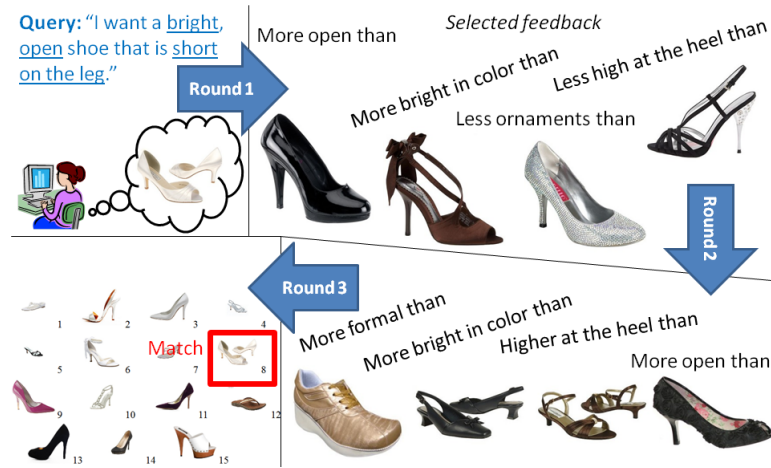 Query: “I want a bright,
open shoe that is short
on the leg.”
Round 1
Selected feedback
More open than
More bright in color than
Less ornaments than
Less high at the heel than
Round 2
More formal than
More bright in color than
Higher at the heel than
More open than
Round 3
1
2
3
4
5
6
Match
7
8
9
10
11
12
13
14
15